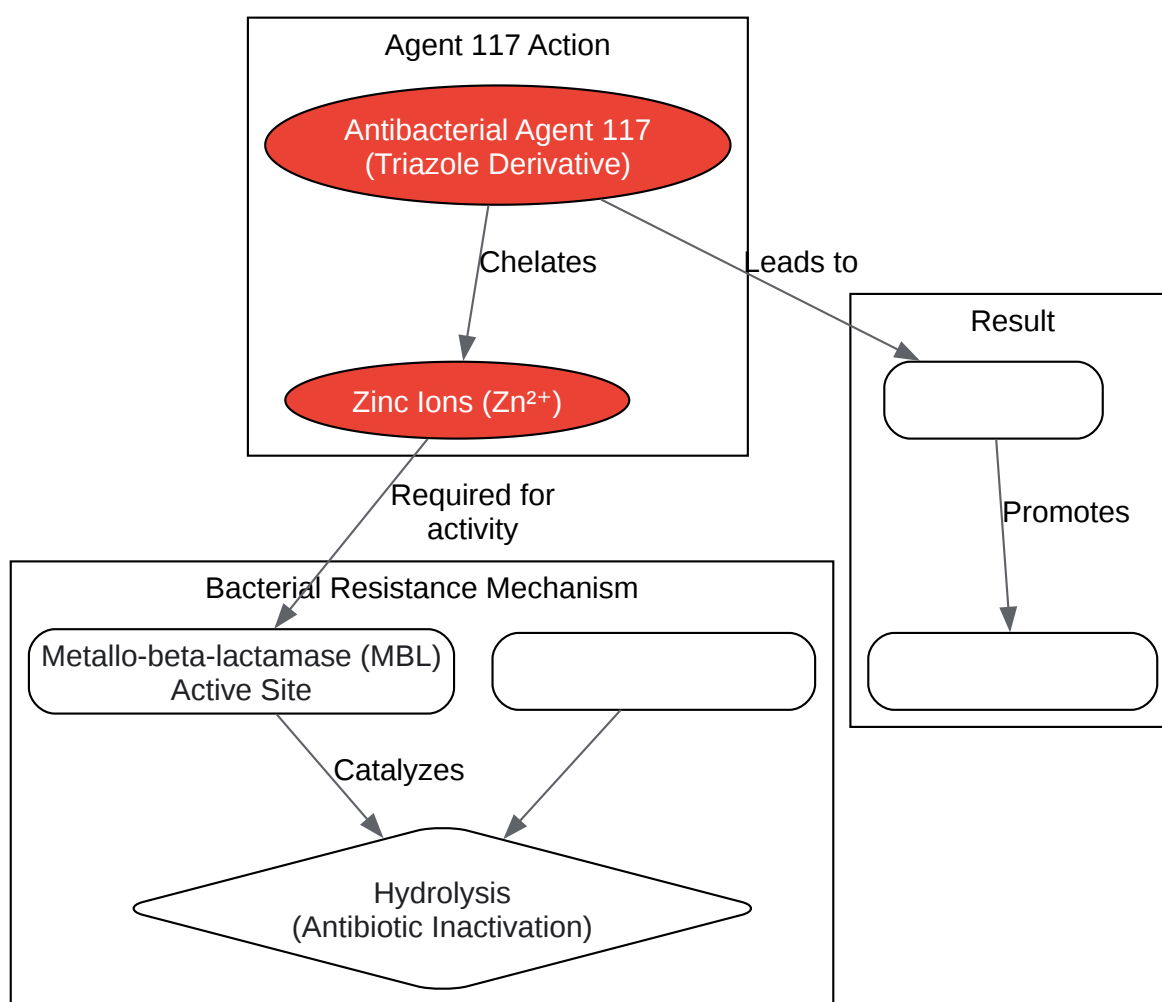 Agent 117 Action
Antibacterial Agent 117
(Triazole Derivative)
Chelates
Leads to
Result
Zinc Ions (Zn²⁺)
Required for
activity
Promotes
Bacterial Resistance Mechanism
Metallo-beta-lactamase (MBL)
Active Site
Catalyzes
Hydrolysis
(Antibiotic Inactivation)